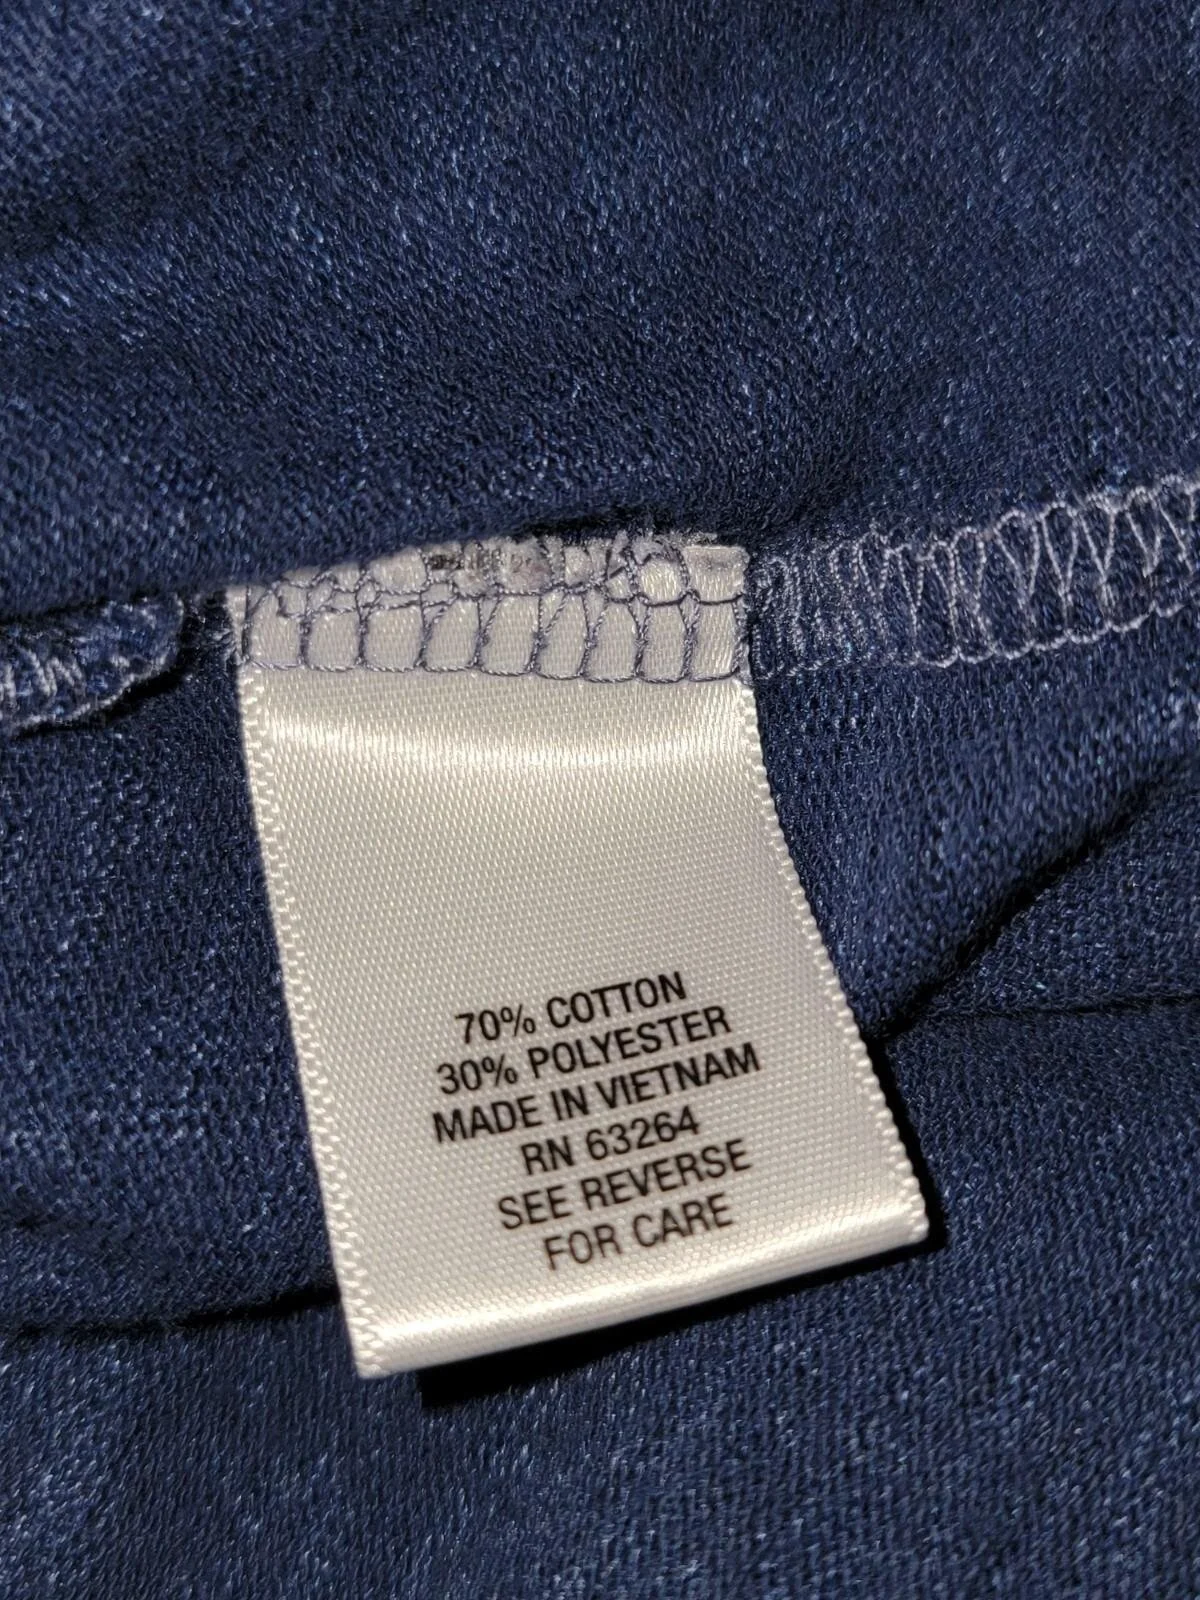 70% COTTON
30% POLYESTER
MADE IN VIETNAM
RN 63264
SEE REVERSE
FOR CARE